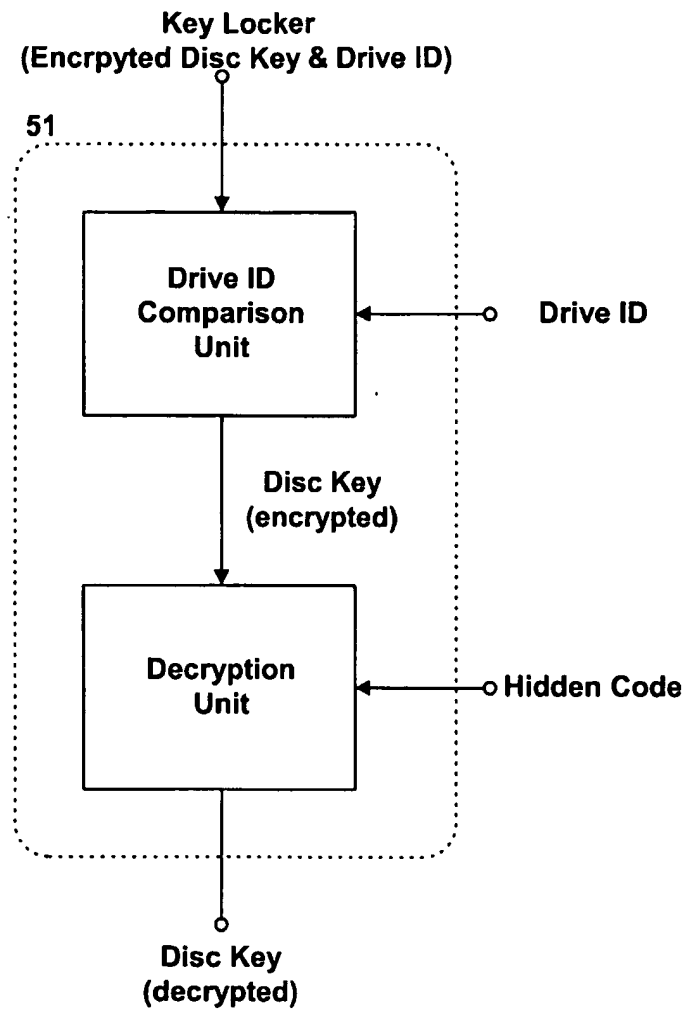 Key Locker
(Encrpyted Disc Key & Drive ID)
51
Drive ID
Comparison
Unit
Drive ID
Disc Key
(encrypted)
Decryption
Unit
Hidden Code
Disc Key
(decrypted)